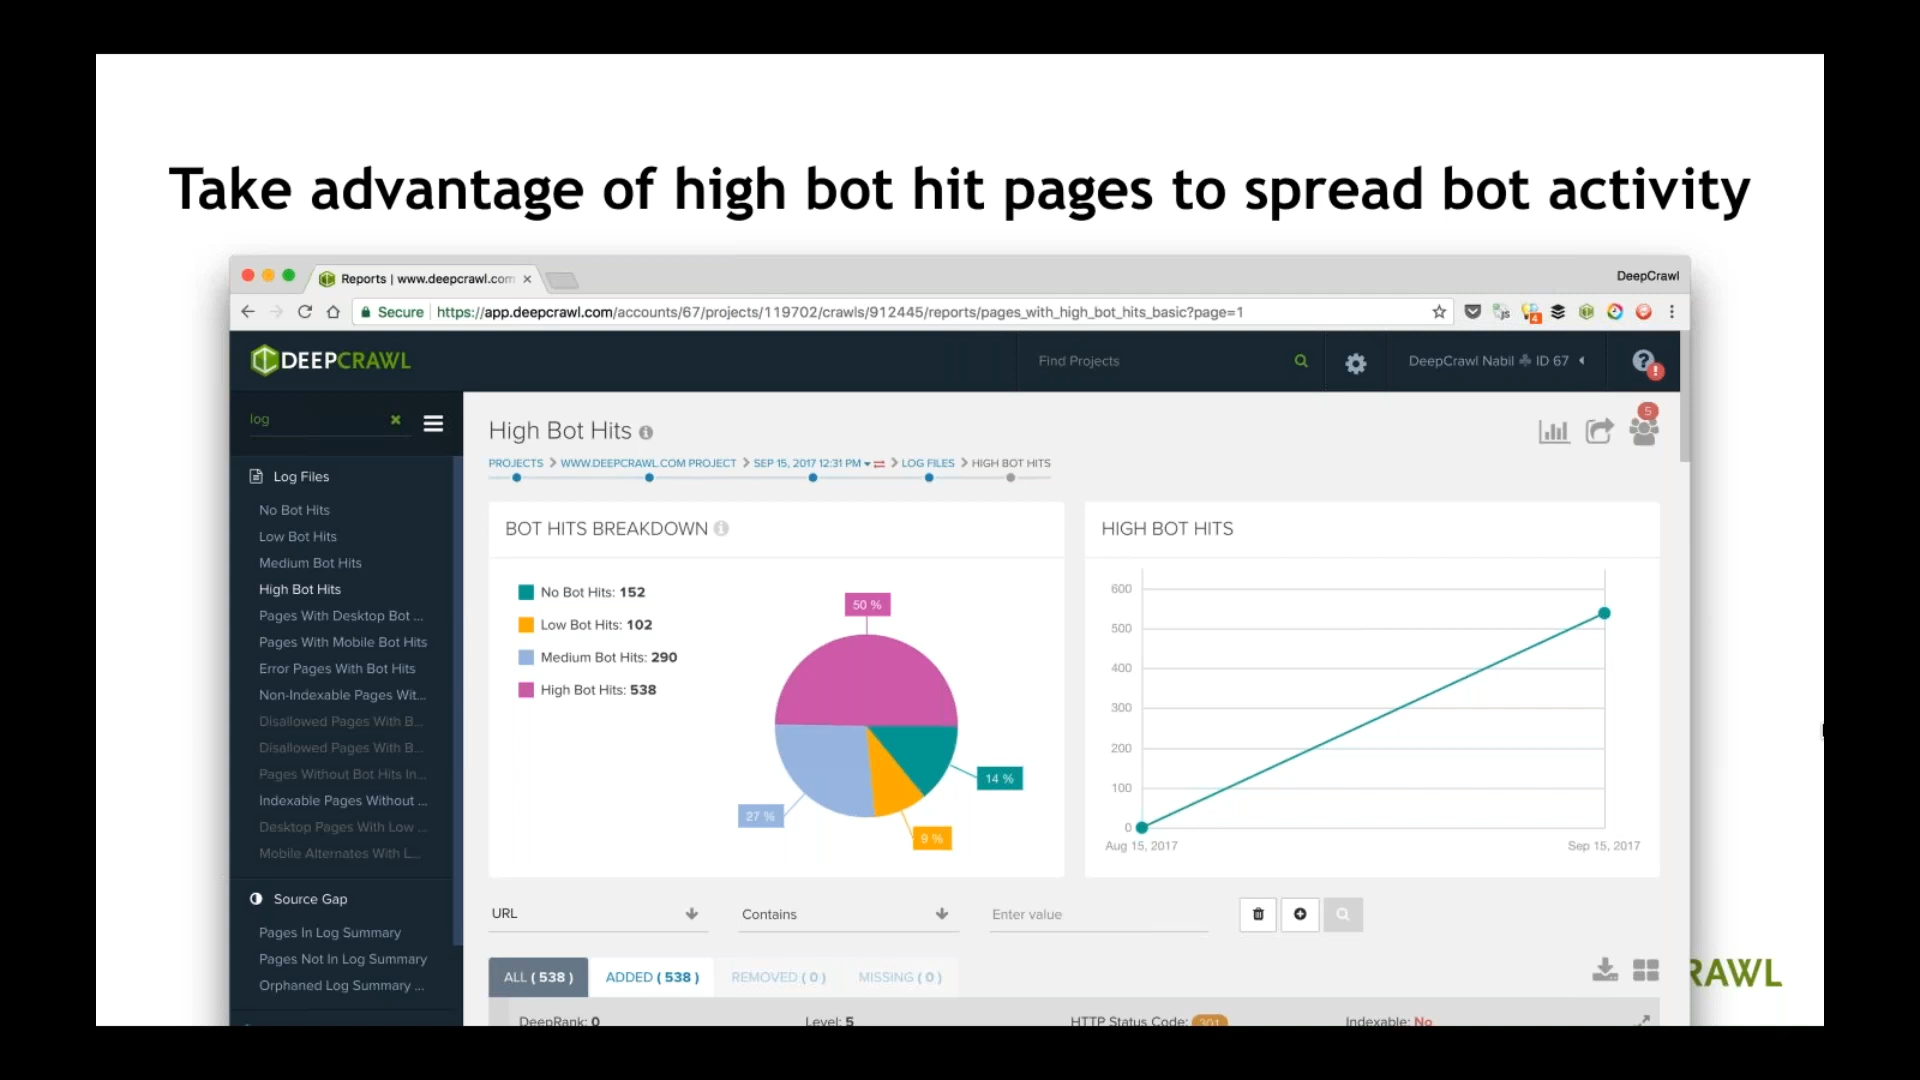 Take advantage of high bot hit pages to spread bot activity
Reports | www.deepcrawl.com
DeepCrawl
Secure https://app.deepcrawl.com/accounts/67/projects/119702/crawls/912445/reports/pages_with_high_bot_hits_basic?page=1
4
DEEPCRAWL
Find Projects
DeepCrawl Nabil ID 67
log
Log Files
No Bot Hits
Low Bot Hits
Medium Bot Hits
High Bot Hits
Pages With Desktop Bot ...
Pages With Mobile Bot Hits
Error Pages With Bot Hits
Non-Indexable Pages Wit...
Disallowed Pages With B...
Disallowed Pages With B...
Pages Without Bot Hits In...
Indexable Pages Without ...
Desktop Pages With Low ...
Mobile Alternates With L...
Source Gap
Pages In Log Summary
Pages Not In Log Summary
Orphaned Log Summary ...
High Bot Hits
5
PROJECTS > WWW.DEEPCRAWL.COM PROJECT > SEP 15, 2017 12:31 PM > LOG FILES > HIGH BOT HITS
BOT HITS BREAKDOWN
No Bot Hits: 152
Low Bot Hits: 102
Medium Bot Hits: 290
High Bot Hits: 538
50 %
14 %
27 %
9 %
HIGH BOT HITS
600
500
400
300
200
100
0
Aug 15, 2017
Sep 15, 2017
URL
Contains
Enter value
ALL ( 538 )
ADDED ( 538 )
REMOVED ( 0 )
MISSING ( 0 )
DeepRank: 0
Level: 5
HTTP Status Code: 301
Indexable: No
RAWL